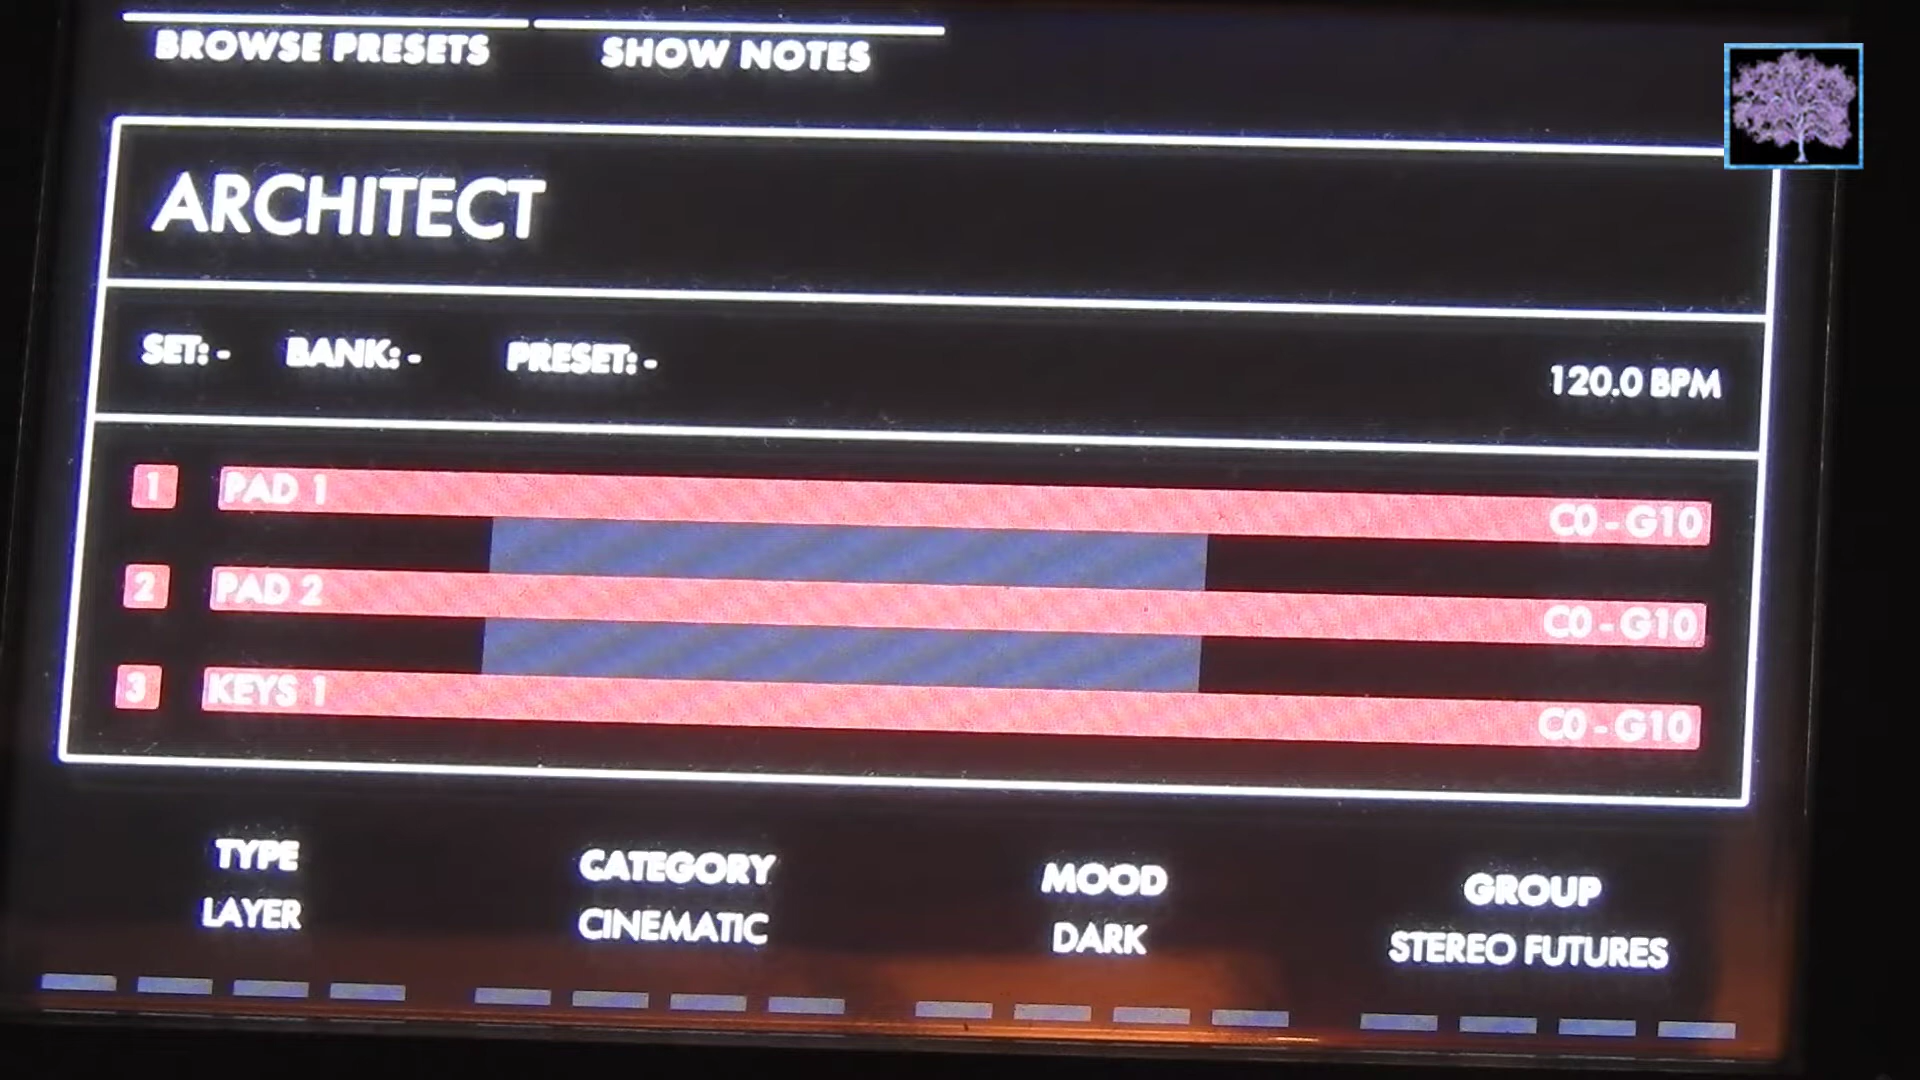 BROWSE PRESETS SHOW NOTES
ARCHITECT
SET: - BANK: - PRESET: - 120.0 BPM
1 PAD 1 C0 - G10
2 PAD 2 C0 - G10
3 KEYS 1 C0 - G10
TYPE CATEGORY MOOD GROUP
LAYER CINEMATIC DARK STEREO FUTURES